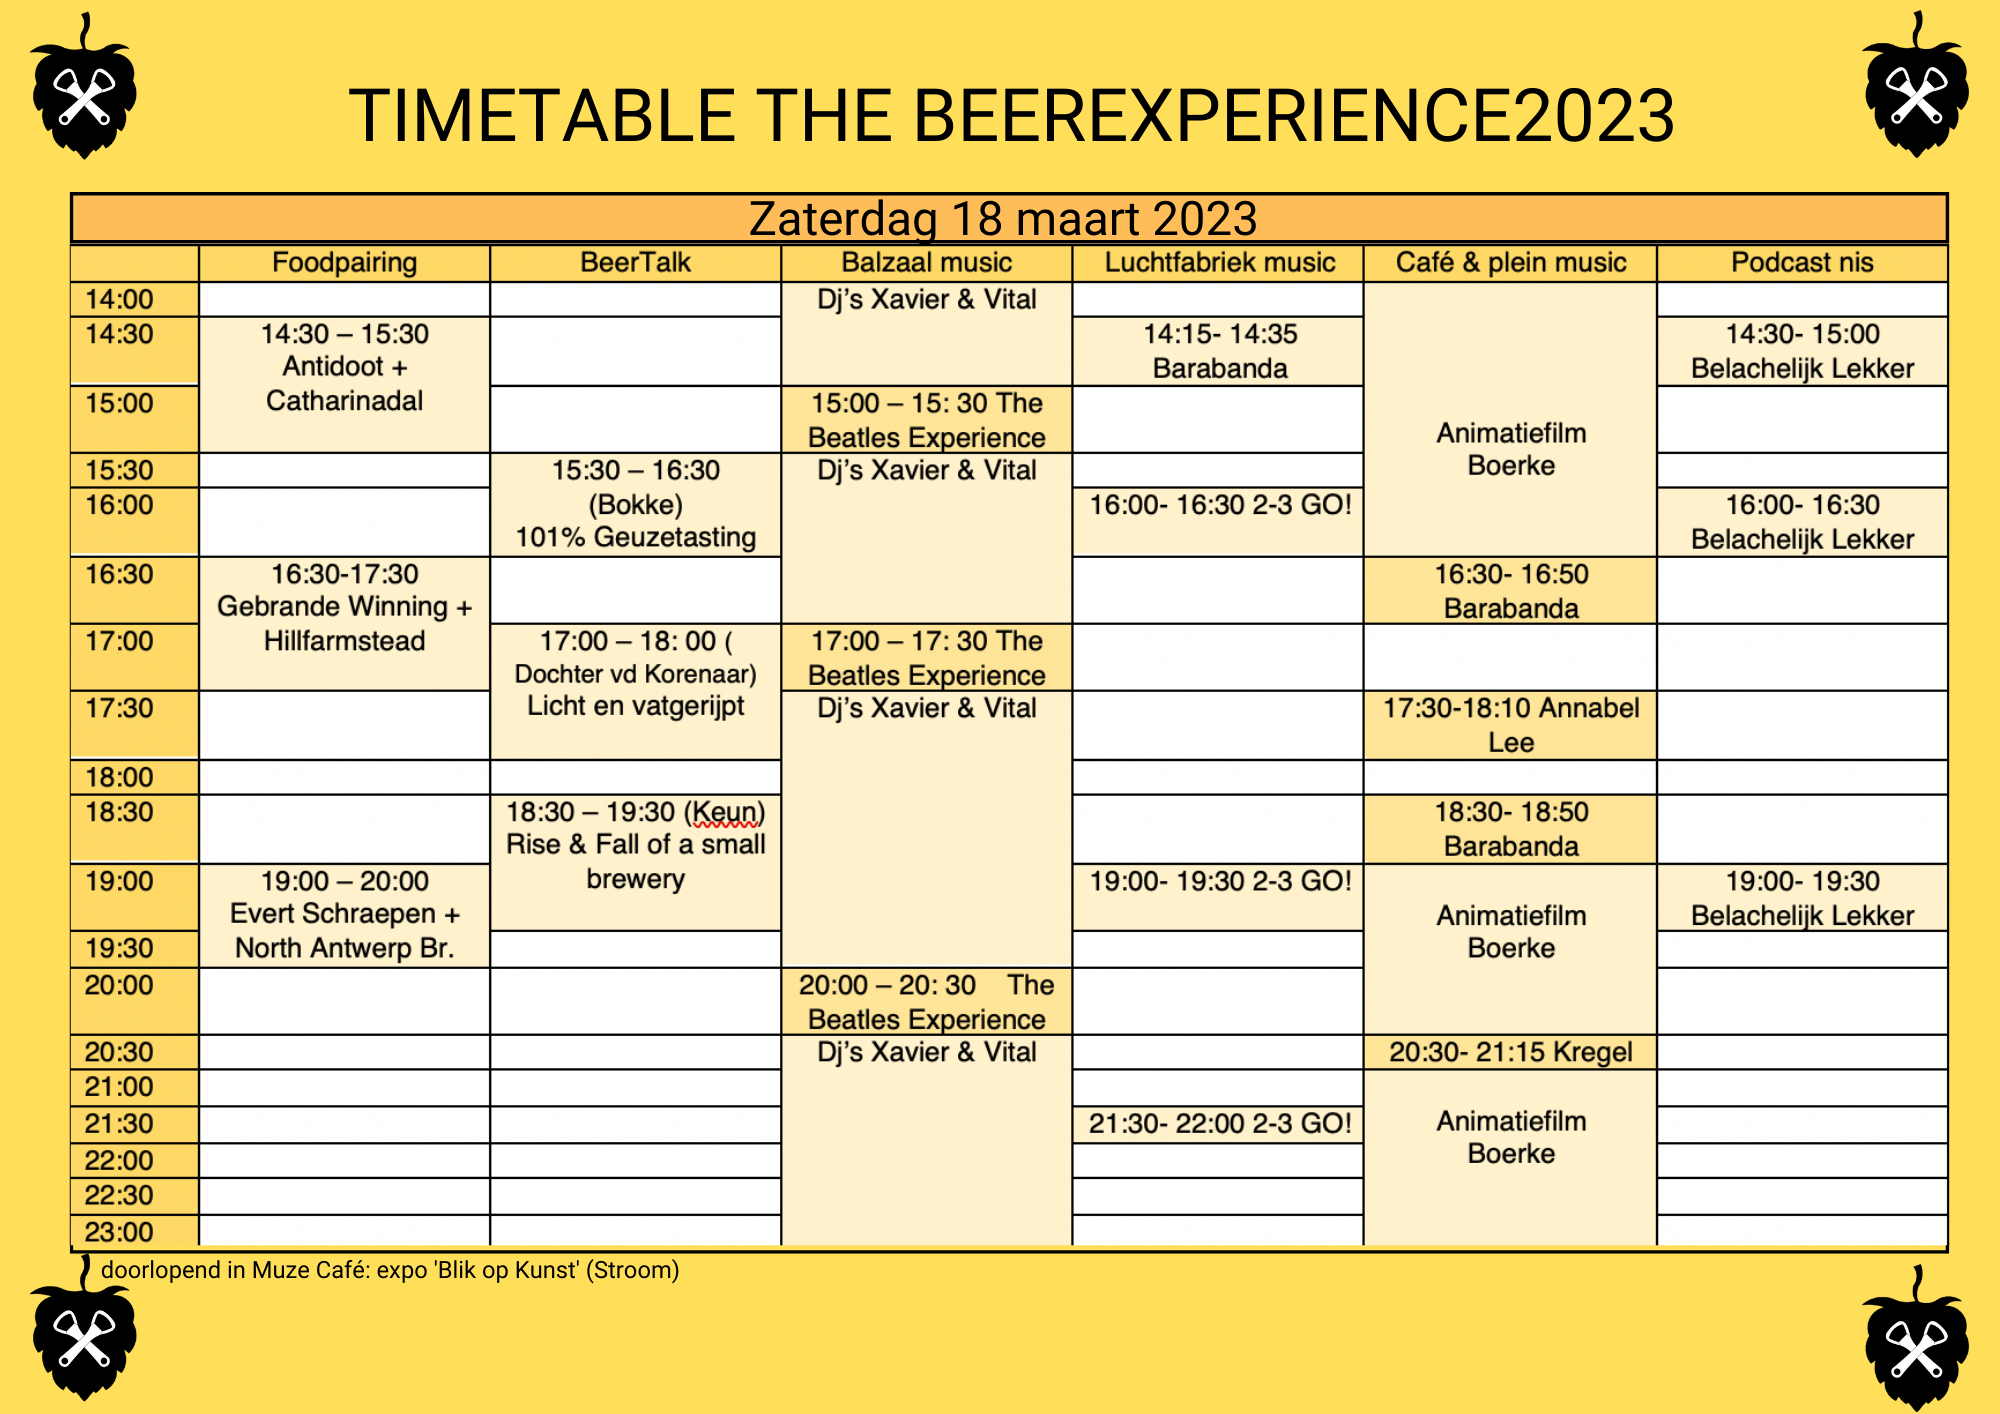 TIMETABLE THE BEEREXPERIENCE2023
Zaterdag 18 maart 2023
Foodpairing BeerTalk Balzaal music Luchtfabriek music Café & plein music Podcast nis
14:00 Dj's Xavier & Vital
14:30 14:30 – 15:30 14:15- 14:35 14:30- 15:00
Antidoot + Barabanda Belachelijk Lekker
15:00 Catharinadal 15:00 – 15: 30 The
Beatles Experience Animatiefilm
Boerke
15:30 15:30 – 16:30 Dj's Xavier & Vital
16:00 (Bokke) 16:00- 16:30 2-3 GO! 16:00- 16:30
101% Geuzetasting Belachelijk Lekker
16:30 16:30-17:30 16:30- 16:50
Gebrande Winning + Barabanda
17:00 Hillfarmstead 17:00 – 18: 00 ( 17:00 – 17: 30 The
Dochter vd Korenaar) Beatles Experience
17:30 Licht en vatgerijpt Dj's Xavier & Vital 17:30-18:10 Annabel
Lee
18:00
18:30 18:30 – 19:30 (Keun) 18:30- 18:50
Rise & Fall of a small Barabanda
19:00 19:00 – 20:00 brewery 19:00- 19:30 2-3 GO! 19:00- 19:30
Evert Schraepen + Animatiefilm Belachelijk Lekker
19:30 North Antwerp Br. Boerke
20:00 20:00 – 20: 30 The
Beatles Experience
20:30 Dj's Xavier & Vital 20:30- 21:15 Kregel
21:00
21:30 21:30- 22:00 2-3 GO! Animatiefilm
22:00 Boerke
22:30
23:00
doorlopend in Muze Café: expo 'Blik op Kunst' (Stroom)